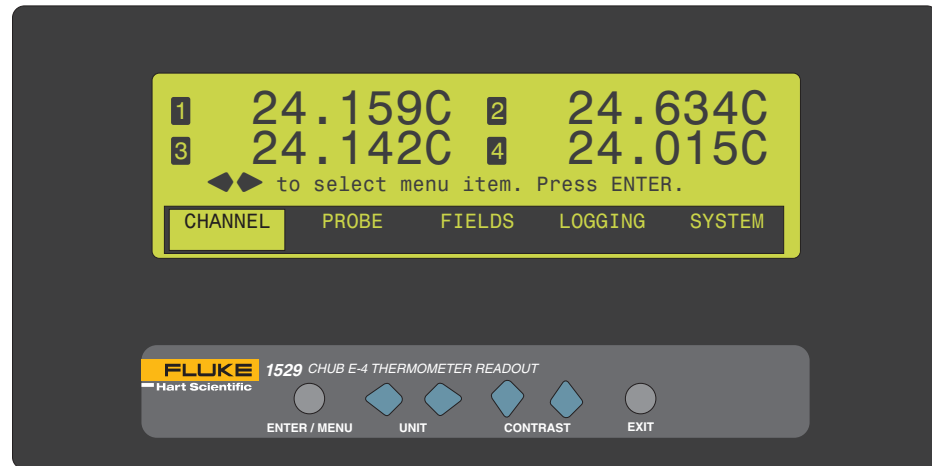 1 24.159C 2 24.634C
3 24.142C 4 24.015C
to select menu item. Press ENTER.
CHANNEL PROBE FIELDS LOGGING SYSTEM
FLUKE 1529 CHUB E-4 THERMOMETER READOUT
Hart Scientific
ENTER / MENU UNIT CONTRAST EXIT